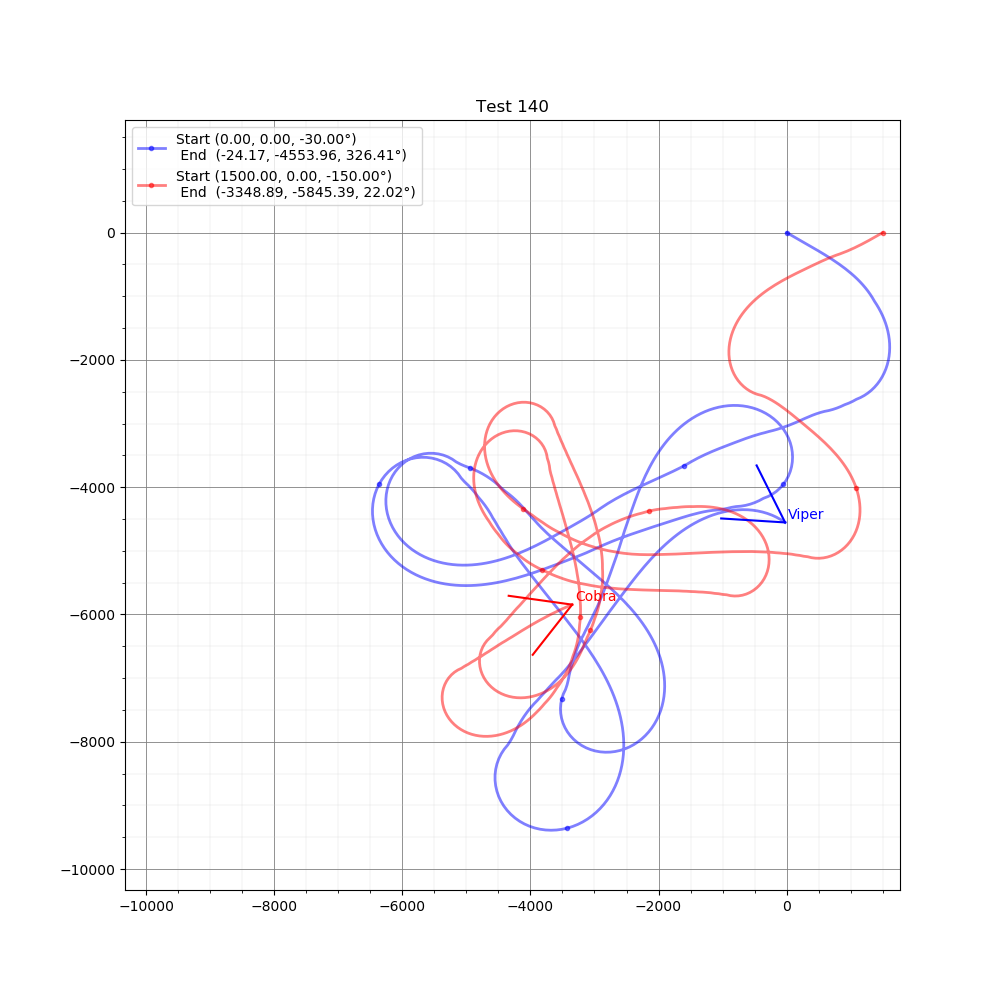 Test 140
Start (0.00, 0.00, -30.00°)
End  (-24.17, -4553.96, 326.41°)
Start (1500.00, 0.00, -150.00°)
End  (-3348.89, -5845.39, 22.02°)
0
−2000
−4000
−6000
−8000
−10000
Viper
Cobra
−10000
−8000
−6000
−4000
−2000
0